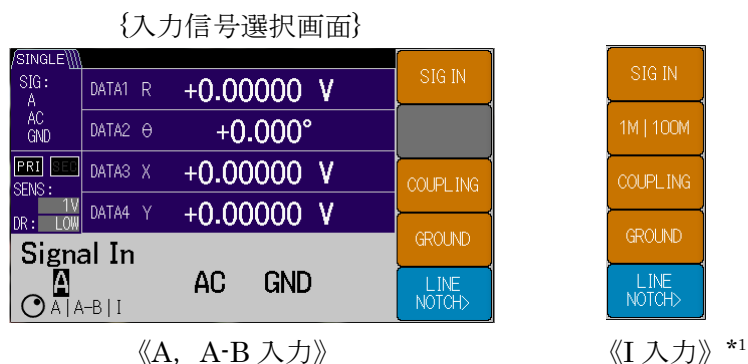 {入力信号選択画面}
SINGLE
SIG:
A
AC
GND
DATA1 R +0.00000 V
DATA2 θ +0.000°
DATA3 X +0.00000 V
DATA4 Y +0.00000 V
PRI SEC
SENS:
1V
DR: LOW
Signal In
A AC GND
A|A-B|I
SIG IN
COUPLING
GROUND
LINE
NOTCH>
SIG IN
1M|100M
COUPLING
GROUND
LINE
NOTCH>
《A, A-B 入力》
《I 入力》*1